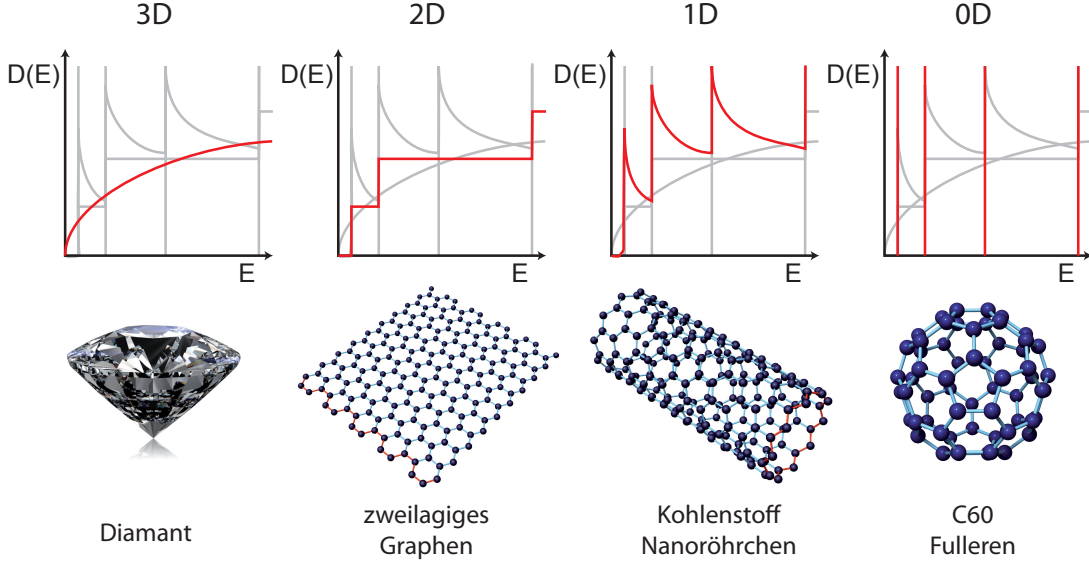 3D
2D
1D
0D
D(E)
D(E)
D(E)
D(E)
E
E
E
E
Diamant
zweilagiges
Graphen
Kohlenstoff
Nanoröhrchen
C60
Fulleren